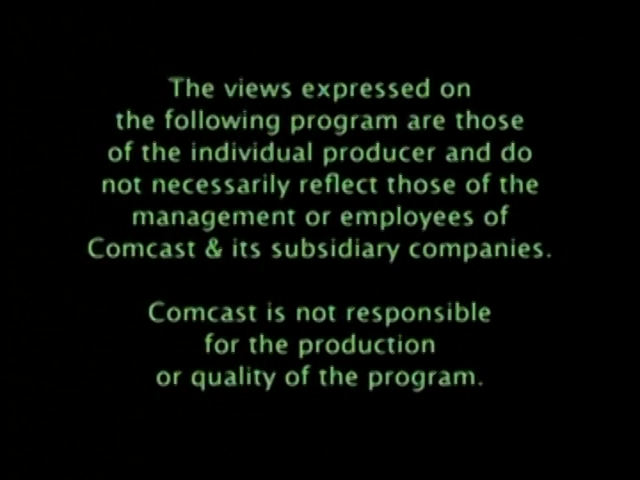 The views expressed on
the following program are those
of the individual producer and do
not necessarily reflect those of the
management or employees of
Comcast & its subsidiary companies.
Comcast is not responsible
for the production
or quality of the program.